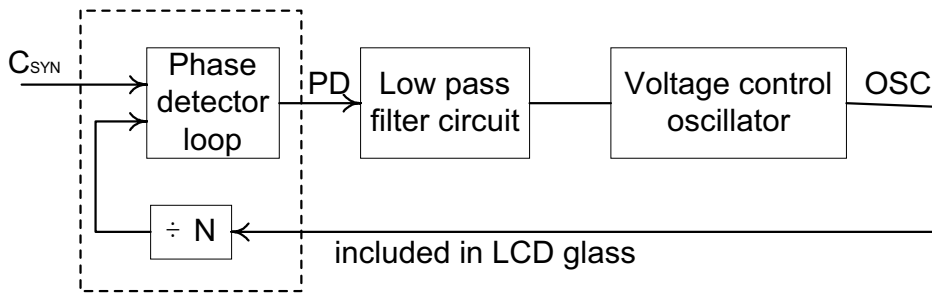 CSYN
Phase
detector
loop
PD
Low pass
filter circuit
Voltage control
oscillator
OSC
÷ N
included in LCD glass